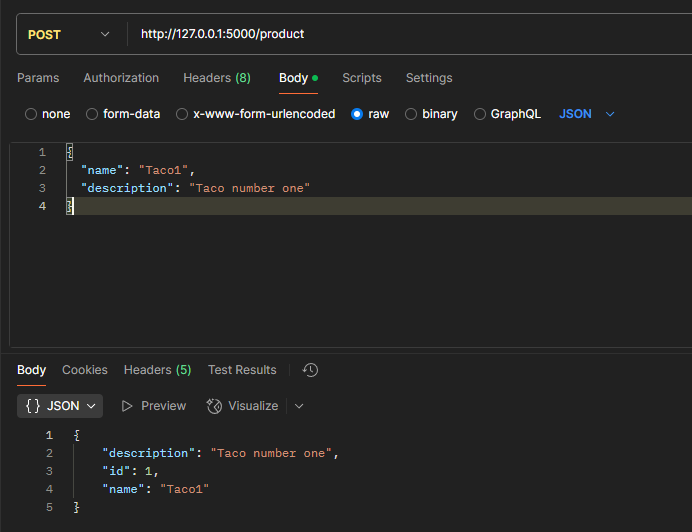 POST http://127.0.0.1:5000/product
Params Authorization Headers (8) Body Scripts Settings
none form-data x-www-form-urlencoded raw binary GraphQL JSON
1 {
2 "name": "Taco1",
3 "description": "Taco number one"
4 }
Body Cookies Headers (5) Test Results
{} JSON Preview Visualize
1 {
2 "description": "Taco number one",
3 "id": 1,
4 "name": "Taco1"
5 }